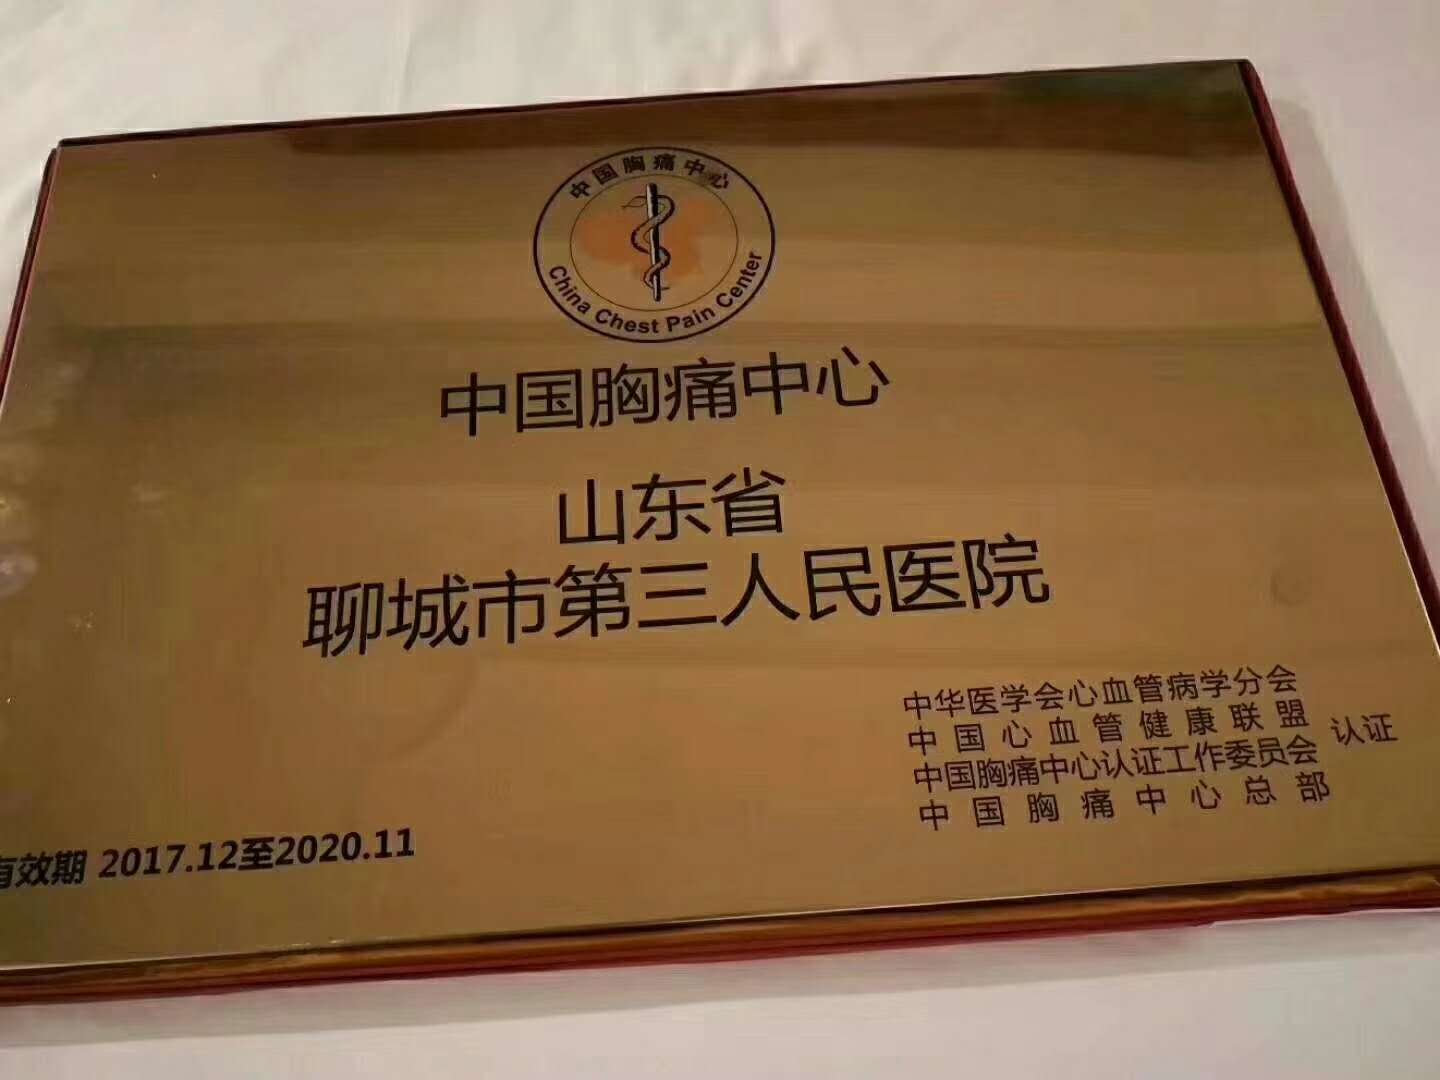 中国胸痛中心
China Chest Pain Center
中国胸痛中心
山东省
聊城市第三人民医院
中华医学会心血管病学分会
中国心血管健康联盟
中国胸痛中心认证工作委员会 认证
中国胸痛中心总部
有效期 2017.12至2020.11